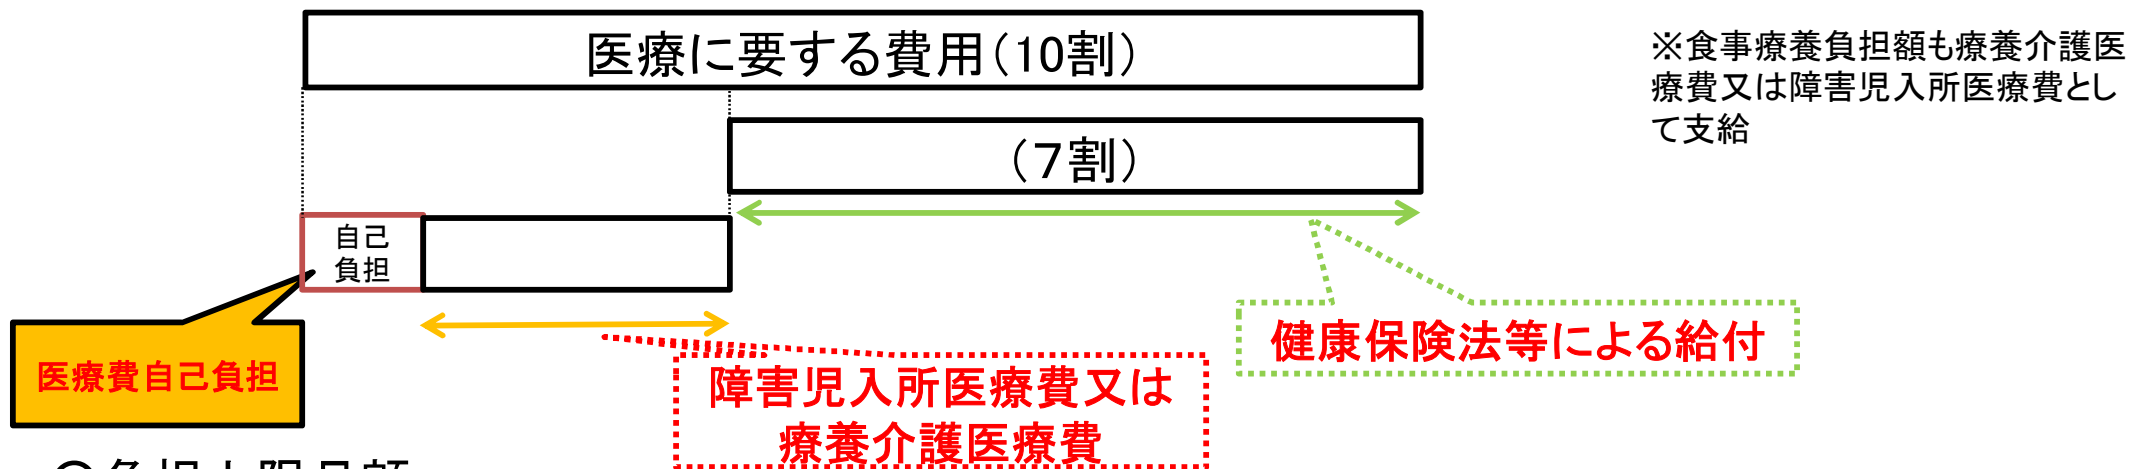 医療に要する費用(10割)
※食事療養負担額も療養介護医
療費又は障害児入所医療費とし
て支給
(7割)
自己
負担
医療費自己負担
健康保険法等による給付
障害児入所医療費又は
療養介護医療費